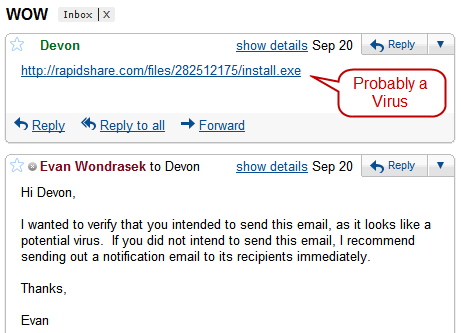 WOW Inbox X
Devon show details Sep 20 Reply
http://rapidshare.com/files/282512175/install.exe
Probably a
Virus
Reply Reply to all Forward
Evan Wondrasek to Devon show details Sep 20 Reply
Hi Devon,
I wanted to verify that you intended to send this email, as it looks like a
potential virus.  If you did not intend to send this email, I recommend
sending out a notification email to its recipients immediately.
Thanks,
Evan